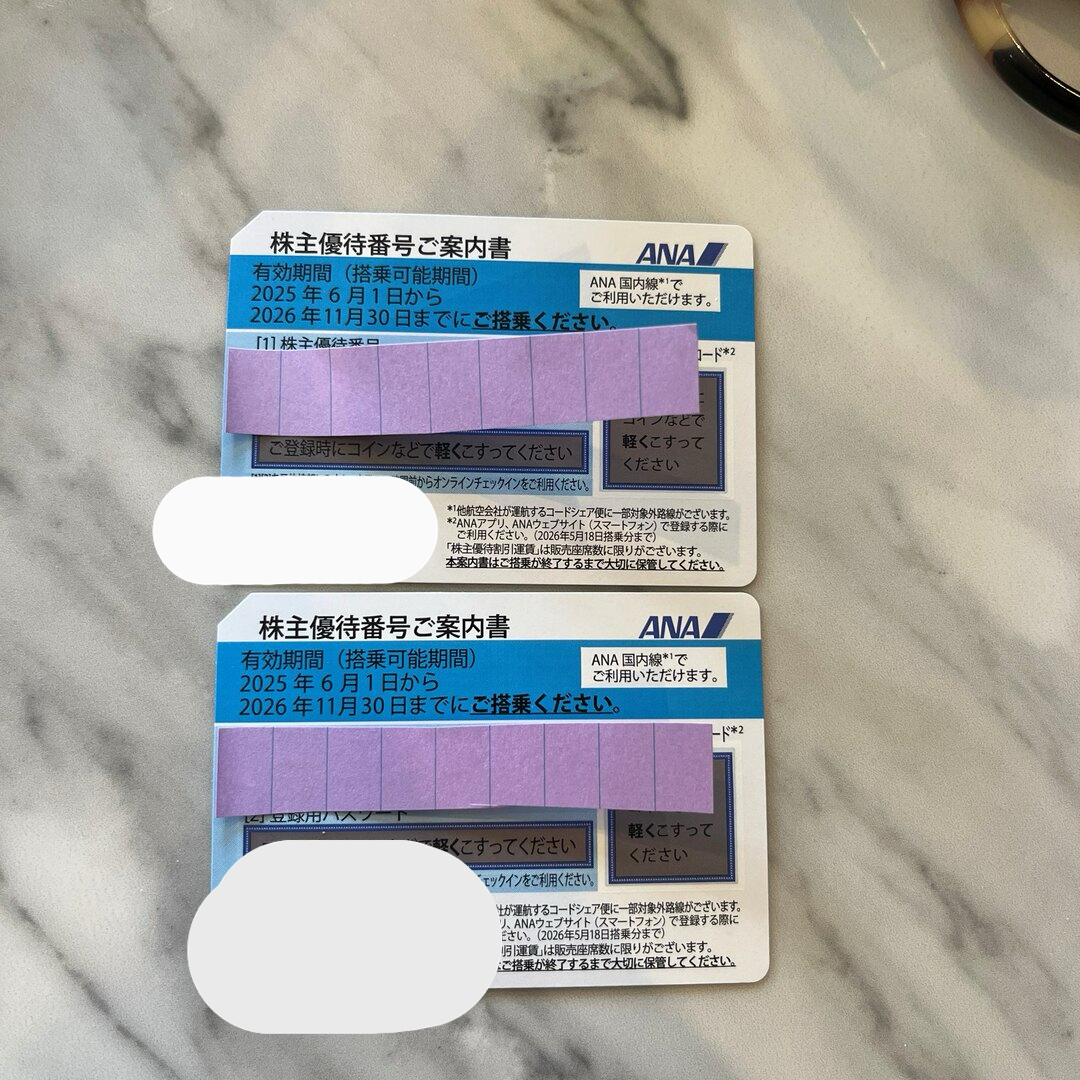 株主優待番号ご案内書
ANA
有効期間（搭乗可能期間）
2025年6月1日から
2026年11月30日までにご搭乗ください。
ANA国内線*1で
ご利用いただけます。
[1] 株主優待番号
コード*2
コインなどで
軽くこすって
ください
ご登録時にコインなどで軽くこすってください
前からオンラインチェックインをご利用ください。
*1他航空会社が運航するコードシェア便に一部対象外路線がございます。
*2ANAアプリ、ANAウェブサイト（スマートフォン）で登録する際に
ご利用ください。（2026年5月18日搭乗分まで）
「株主優待割引運賃」は販売座席数に限りがございます。
本案内書はご搭乗が終了するまで大切に保管してください。
株主優待番号ご案内書
ANA
有効期間（搭乗可能期間）
2025年6月1日から
2026年11月30日までにご搭乗ください。
ANA国内線*1で
ご利用いただけます。
ード*2
[2] 登録用パスワード
軽くこすって
ください
で軽くこすってください
チェックインをご利用ください。
社が運航するコードシェア便に一部対象外路線がございます。
リ、ANAウェブサイト（スマートフォン）で登録する際に
ださい。（2026年5月18日搭乗分まで）
割引運賃」は販売座席数に限りがございます。
はご搭乗が終了するまで大切に保管してください。